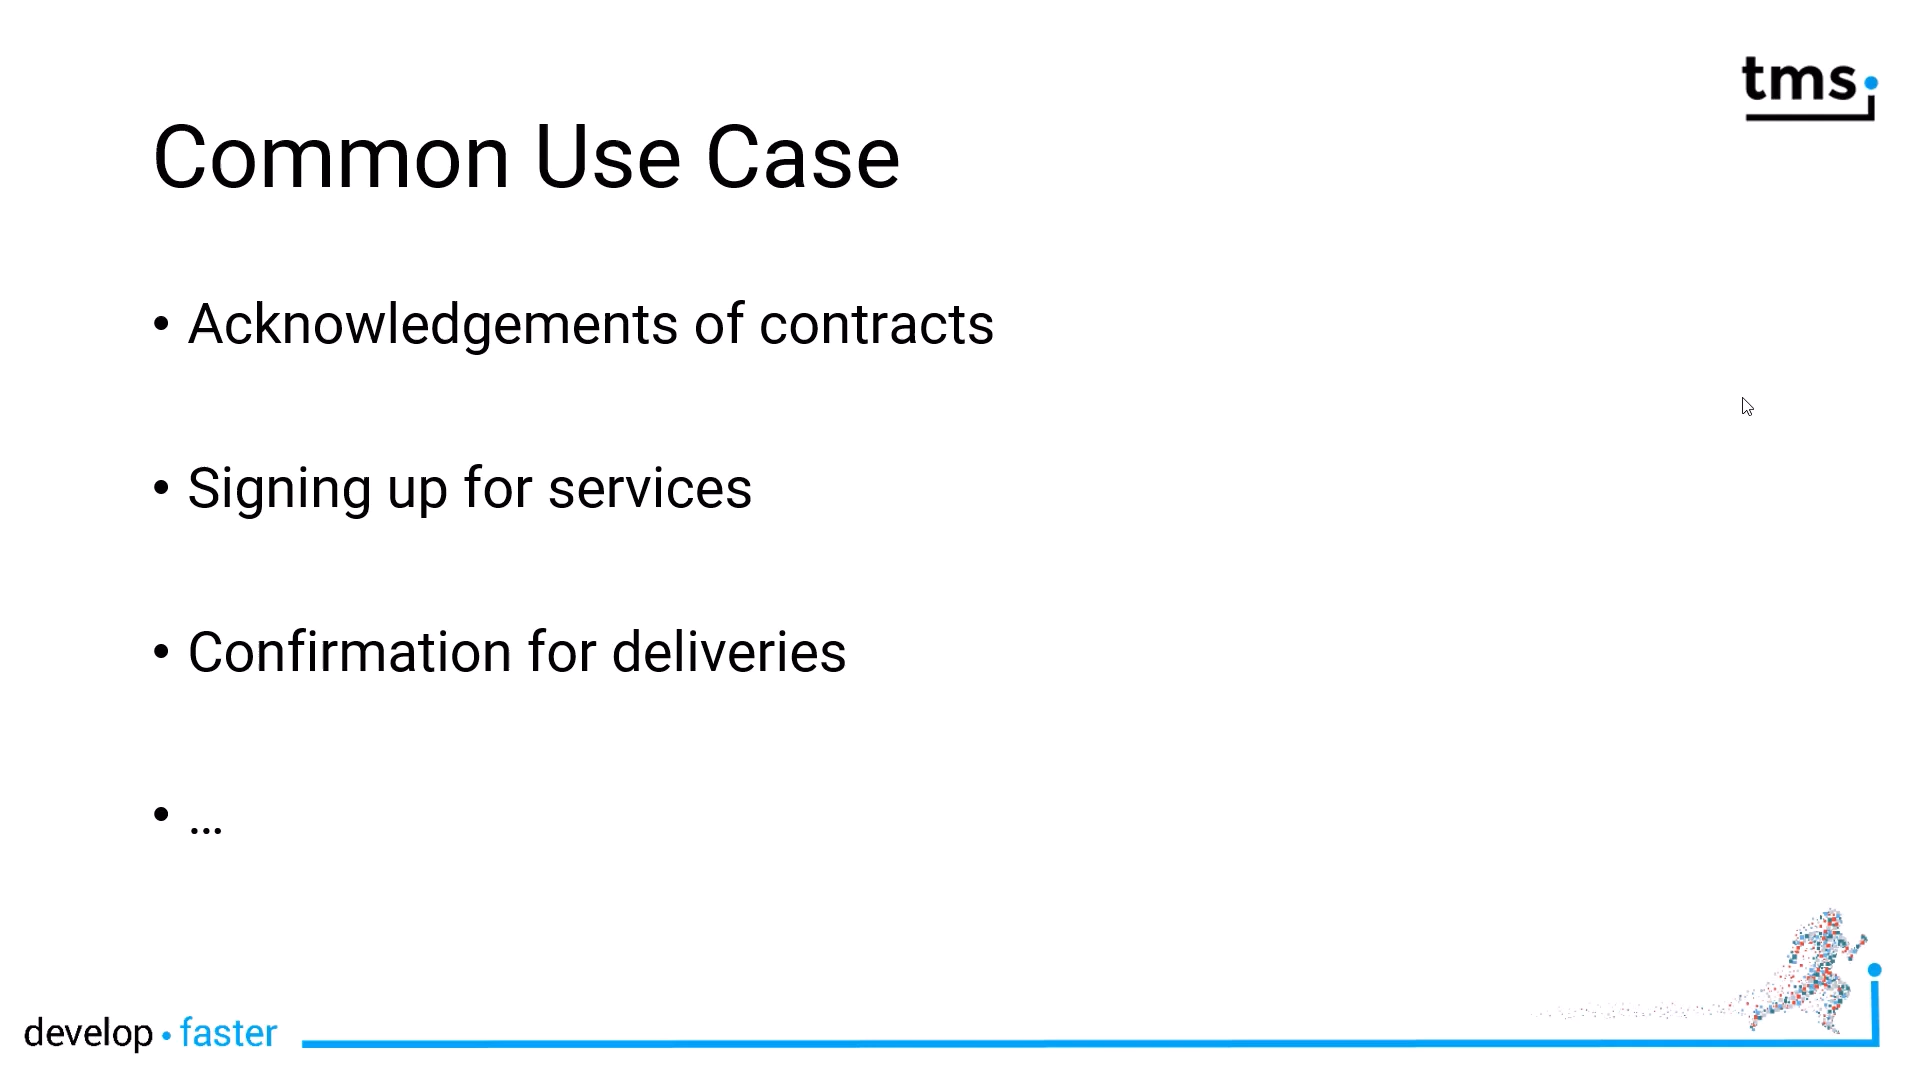 tms
Common Use Case
• Acknowledgements of contracts
• Signing up for services
• Confirmation for deliveries
• ...
develop • faster